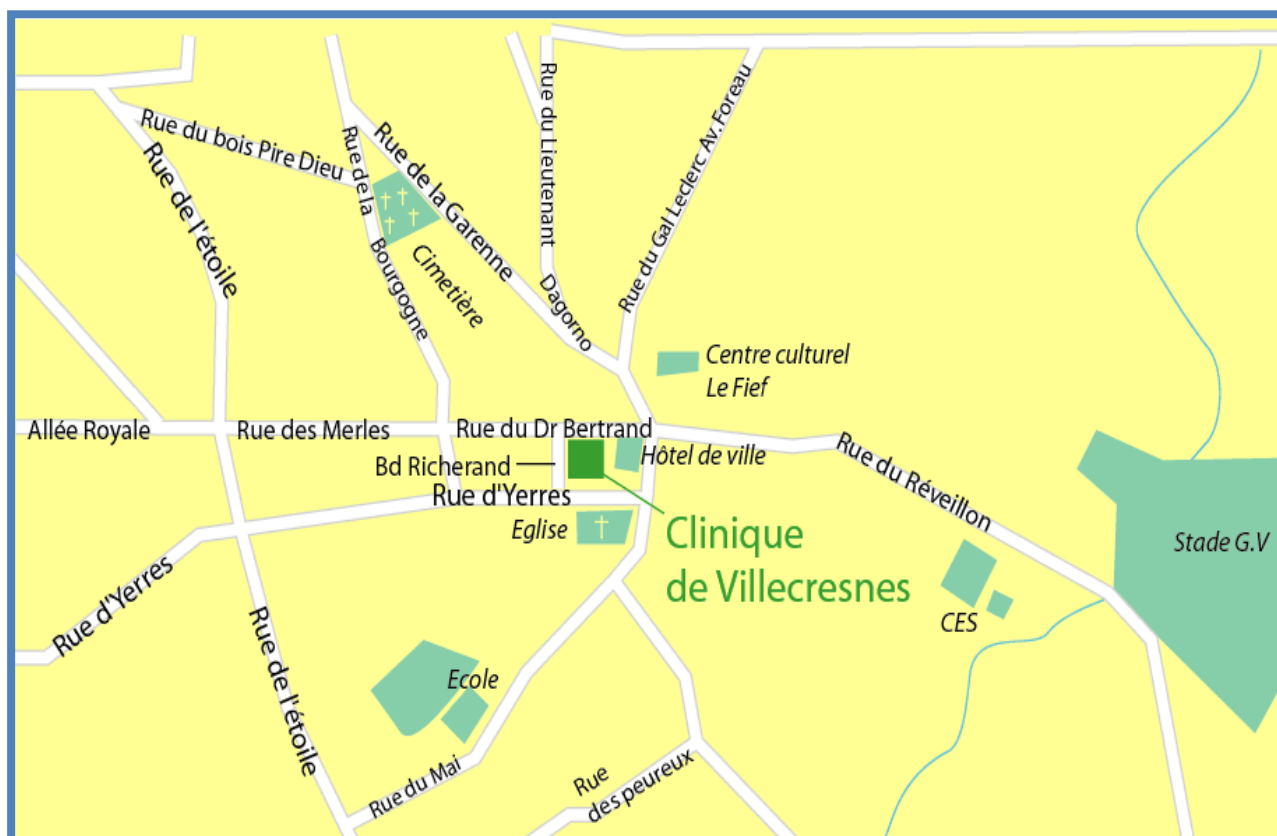 Rue du bois Pire Dieu
Rue de l'étoile
Rue de la
Bourgogne
Rue de la Garenne
Cimetière
Rue du Lieutenant
Dagorno
Rue du Gal Leclerc Av. Foreau
Centre culturel
Le Fief
Allée Royale
Rue des Merles
Rue du Dr Bertrand
Hôtel de ville
Bd Richerand
Rue d'Yerres
Eglise
Clinique
de Villecresnes
Rue du Réveillon
Stade G.V
CES
Rue d'Yerres
Rue de l'étoile
Ecole
Rue du Mai
Rue
des peureux